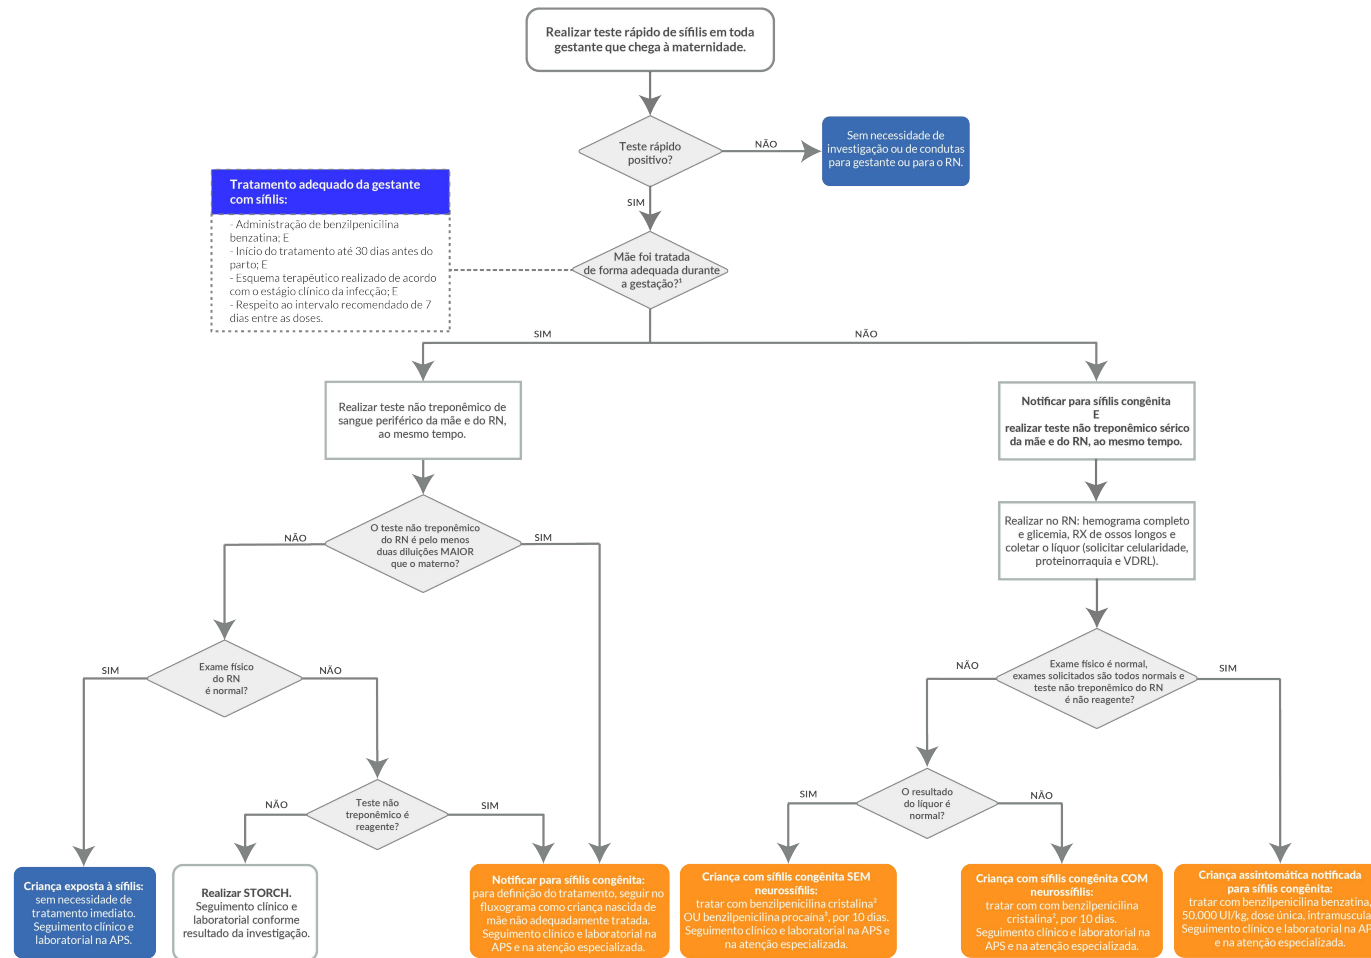 Realizar teste rápido de sífilis em toda
gestante que chega à maternidade.
Teste rápido
positivo?
NÃO
Sem necessidade de
investigação ou de condutas
para gestante ou para o RN.
SIM
Tratamento adequado da gestante
com sífilis:
- Administração de benzilpenicilina
benzatina; E
- Início do tratamento até 30 dias antes do
parto; E
- Esquema terapêutico realizado de acordo
com o estágio clínico da infecção; E
- Respeito ao intervalo recomendado de 7
dias entre as doses.
Mãe foi tratada
de forma adequada durante
a gestação?¹
SIM
NÃO
Realizar teste não treponêmico de
sangue periférico da mãe e do RN,
ao mesmo tempo.
Notificar para sífilis congênita
E
realizar teste não treponêmico sérico
da mãe e do RN, ao mesmo tempo.
O teste não treponêmico
do RN é pelo menos
duas diluições MAIOR
que o materno?
NÃO
SIM
Realizar no RN: hemograma completo
e glicemia, RX de ossos longos e
coletar o líquor (solicitar celularidade,
proteinorraquia e VDRL).
Exame físico
do RN
é normal?
SIM
NÃO
Exame físico é normal,
exames solicitados são todos normais e
teste não treponêmico do RN
é não reagente?
NÃO
SIM
Teste não
treponêmico é
reagente?
NÃO
SIM
O resultado
do líquor é
normal?
SIM
NÃO
Criança exposta à sífilis:
sem necessidade de
tratamento imediato.
Seguimento clínico e
laboratorial na APS.
Realizar STORCH.
Seguimento clínico e
laboratorial conforme
resultado da investigação.
Notificar para sífilis congênita:
para definição do tratamento, seguir no
fluxograma como criança nascida de
mãe não adequadamente tratada.
Seguimento clínico e laboratorial na
APS e na atenção especializada.
Criança com sífilis congênita SEM
neurossífilis:
tratar com benzilpenicilina cristalina²
OU benzilpenicilina procaína³, por 10 dias.
Seguimento clínico e laboratorial na APS e
na atenção especializada.
Criança com sífilis congênita COM
neurossífilis:
tratar com com benzilpenicilina
cristalina², por 10 dias.
Seguimento clínico e laboratorial na
APS e na atenção especializada.
Criança assintomática notificada
para sífilis congênita:
tratar com benzilpenicilina benzatina,
50.000 UI/kg, dose única, intramuscula
Seguimento clínico e laboratorial na AP
e na atenção especializada.